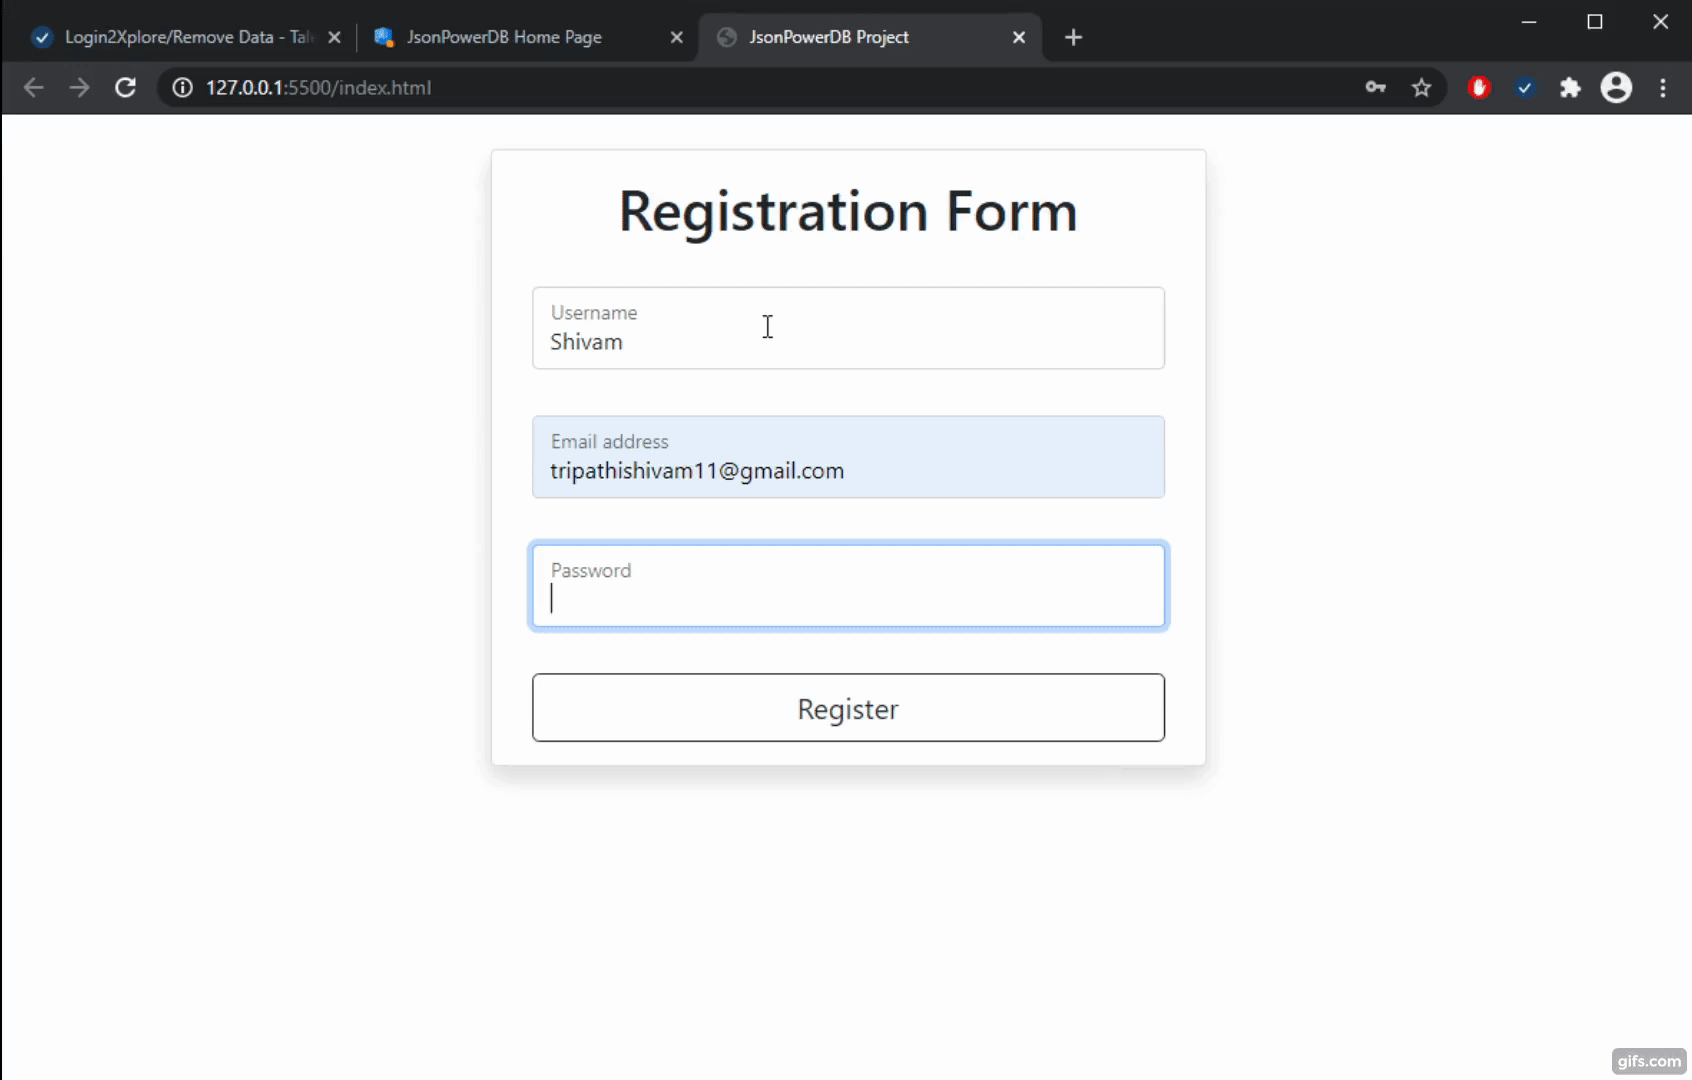 Login2Xplore/Remove Data - Tal
JsonPowerDB Home Page
JsonPowerDB Project
127.0.0.1:5500/index.html
Registration Form
Username
Shivam
Email address
tripathishivam11@gmail.com
Password
Register
gifs.com